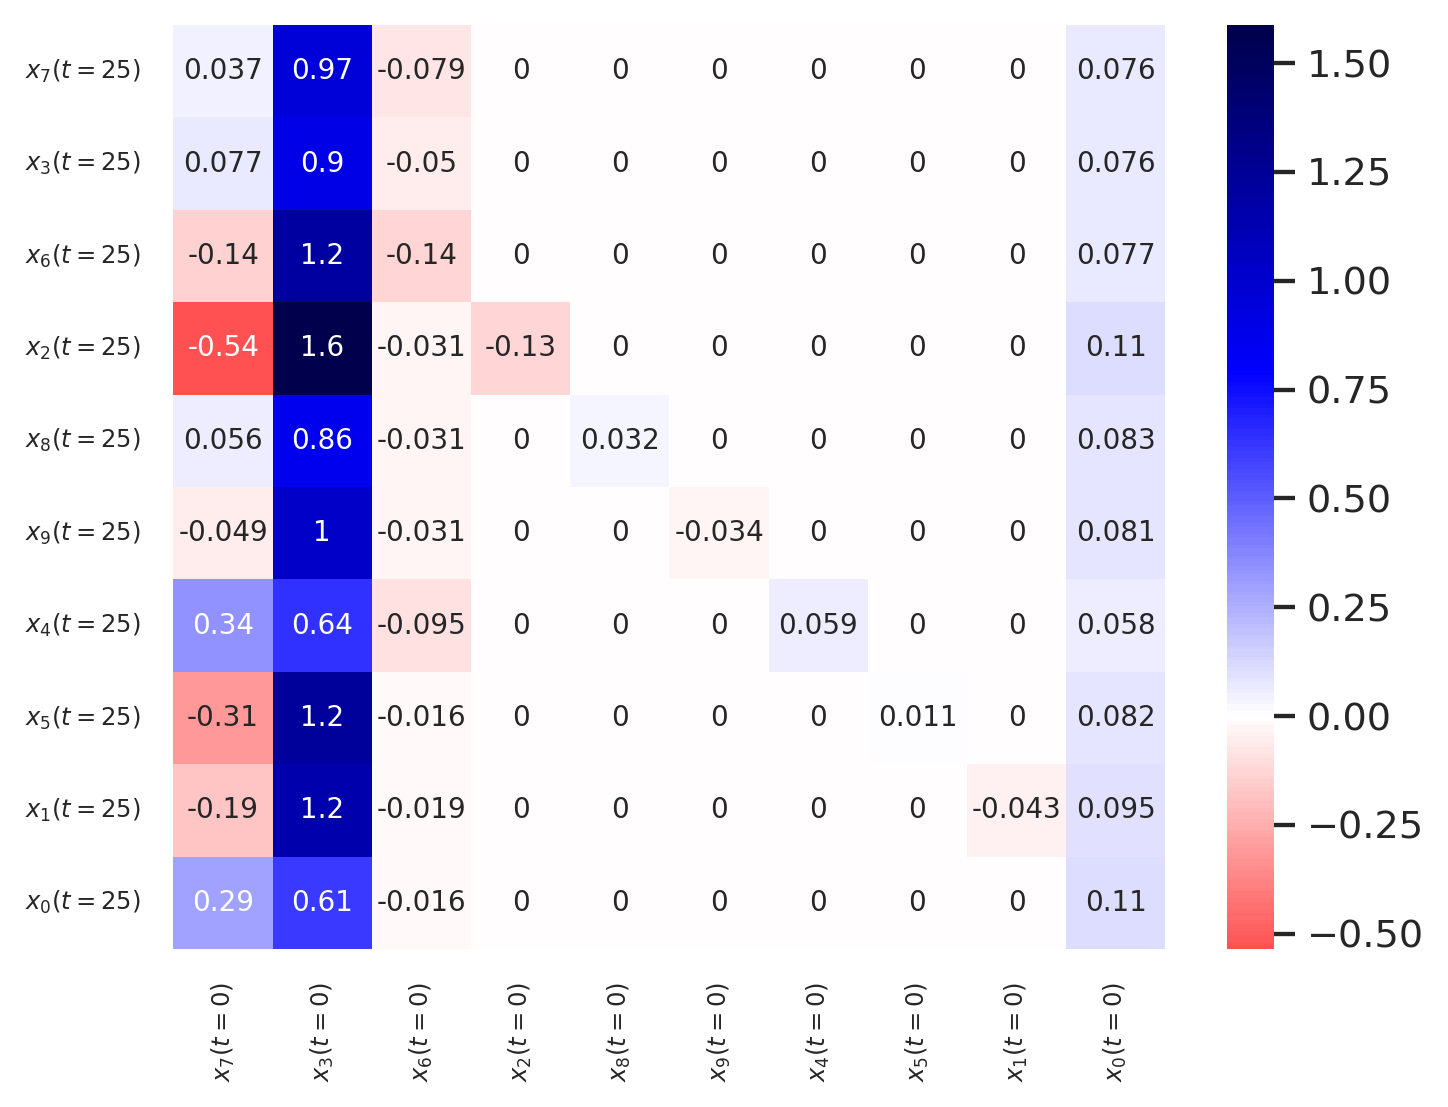 x₇(t = 25) 0.037 0.97 -0.079 0 0 0 0 0 0 0.076
x₃(t = 25) 0.077 0.9 -0.05 0 0 0 0 0 0 0.076
x₆(t = 25) -0.14 1.2 -0.14 0 0 0 0 0 0 0.077
x₂(t = 25) -0.54 1.6 -0.031 -0.13 0 0 0 0 0 0.11
x₈(t = 25) 0.056 0.86 -0.031 0 0.032 0 0 0 0 0.083
x₉(t = 25) -0.049 1 -0.031 0 0 -0.034 0 0 0 0.081
x₄(t = 25) 0.34 0.64 -0.095 0 0 0 0.059 0 0 0.058
x₅(t = 25) -0.31 1.2 -0.016 0 0 0 0 0.011 0 0.082
x₁(t = 25) -0.19 1.2 -0.019 0 0 0 0 0 -0.043 0.095
x₀(t = 25) 0.29 0.61 -0.016 0 0 0 0 0 0 0.11
x₇(t = 0)
x₃(t = 0)
x₆(t = 0)
x₂(t = 0)
x₈(t = 0)
x₉(t = 0)
x₄(t = 0)
x₅(t = 0)
x₁(t = 0)
x₀(t = 0)
1.50
1.25
1.00
0.75
0.50
0.25
0.00
−0.25
−0.50